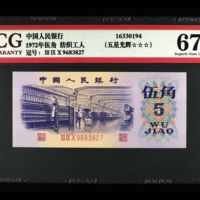 CG
中国人民银行
1972年伍角 纺织工人
冠号: III IX X 9683827
16330194
(五星光辉☆☆☆)
67
中国人民银行
伍角
5
WU
JIAO
III IX X 9683827